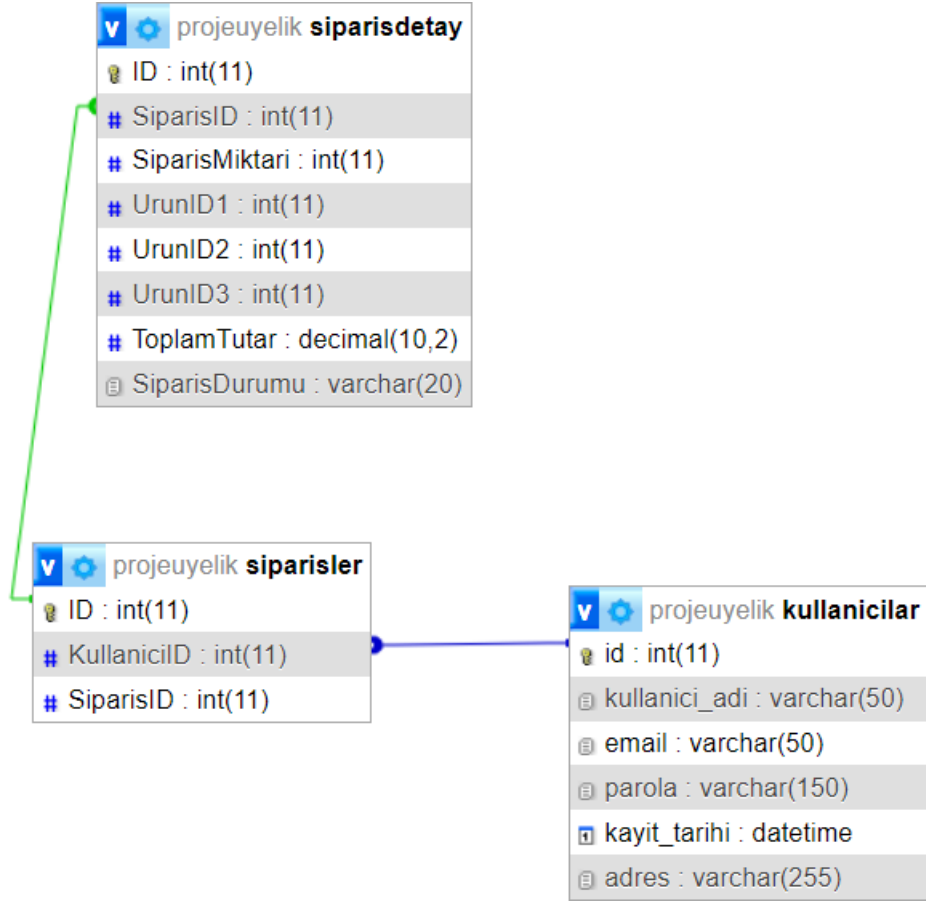 v projeuyelik siparisdetay
ID : int(11)
# SiparisID : int(11)
# SiparisMiktari : int(11)
# UrunID1 : int(11)
# UrunID2 : int(11)
# UrunID3 : int(11)
# ToplamTutar : decimal(10,2)
SiparisDurumu : varchar(20)
v projeuyelik siparisler
ID : int(11)
# KullaniciID : int(11)
# SiparisID : int(11)
v projeuyelik kullanicilar
id : int(11)
kullanici_adi : varchar(50)
email : varchar(50)
parola : varchar(150)
kayit_tarihi : datetime
adres : varchar(255)